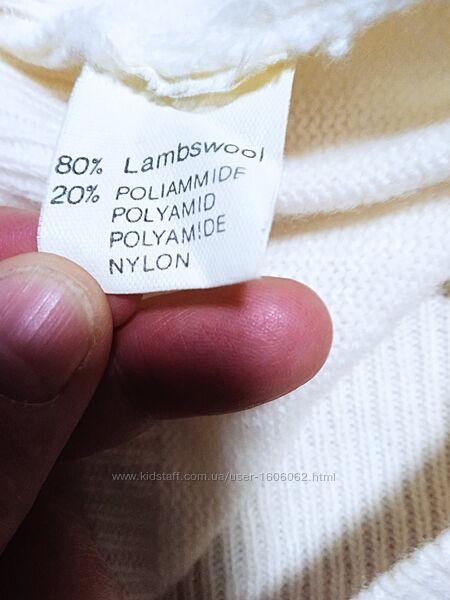 80% Lambswool
20% POLIAMMIDE
POLYAMID
POLYAMIDE
NYLON
www.kidstaff.com.ua/user-1606062.html